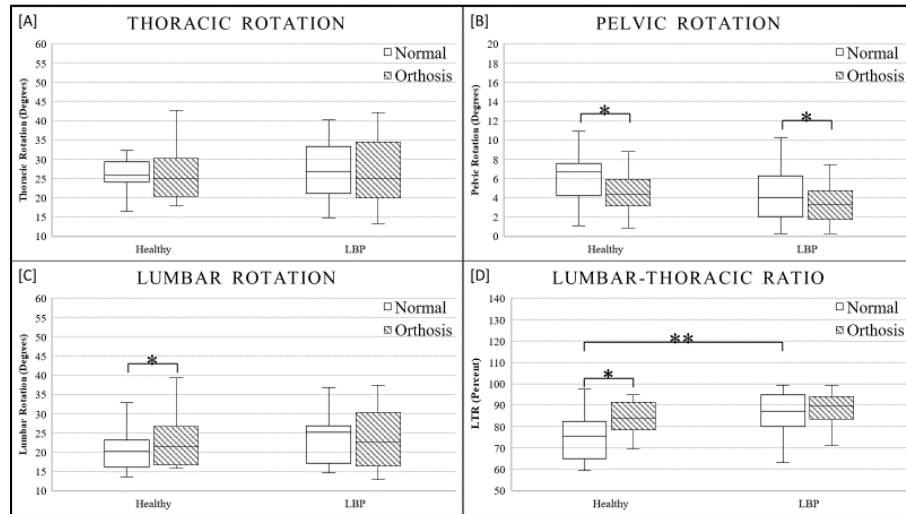 [A] THORACIC ROTATION
Normal
Orthosis
Thoracic Rotation (Degrees)
60
55
50
45
40
35
30
25
20
15
10
Healthy LBP
[B] PELVIC ROTATION
Normal
Orthosis
Pelvic Rotation (Degrees)
20
18
16
14
12
10
8
6
4
2
0
* *
Healthy LBP
[C] LUMBAR ROTATION
Normal
Orthosis
Lumbar Rotation (Degrees)
60
55
50
45
40
35
30
25
20
15
10
*
Healthy LBP
[D] LUMBAR-THORACIC RATIO
Normal
Orthosis
LTR (Percent)
140
130
120
110
100
90
80
70
60
50
**
*
Healthy LBP